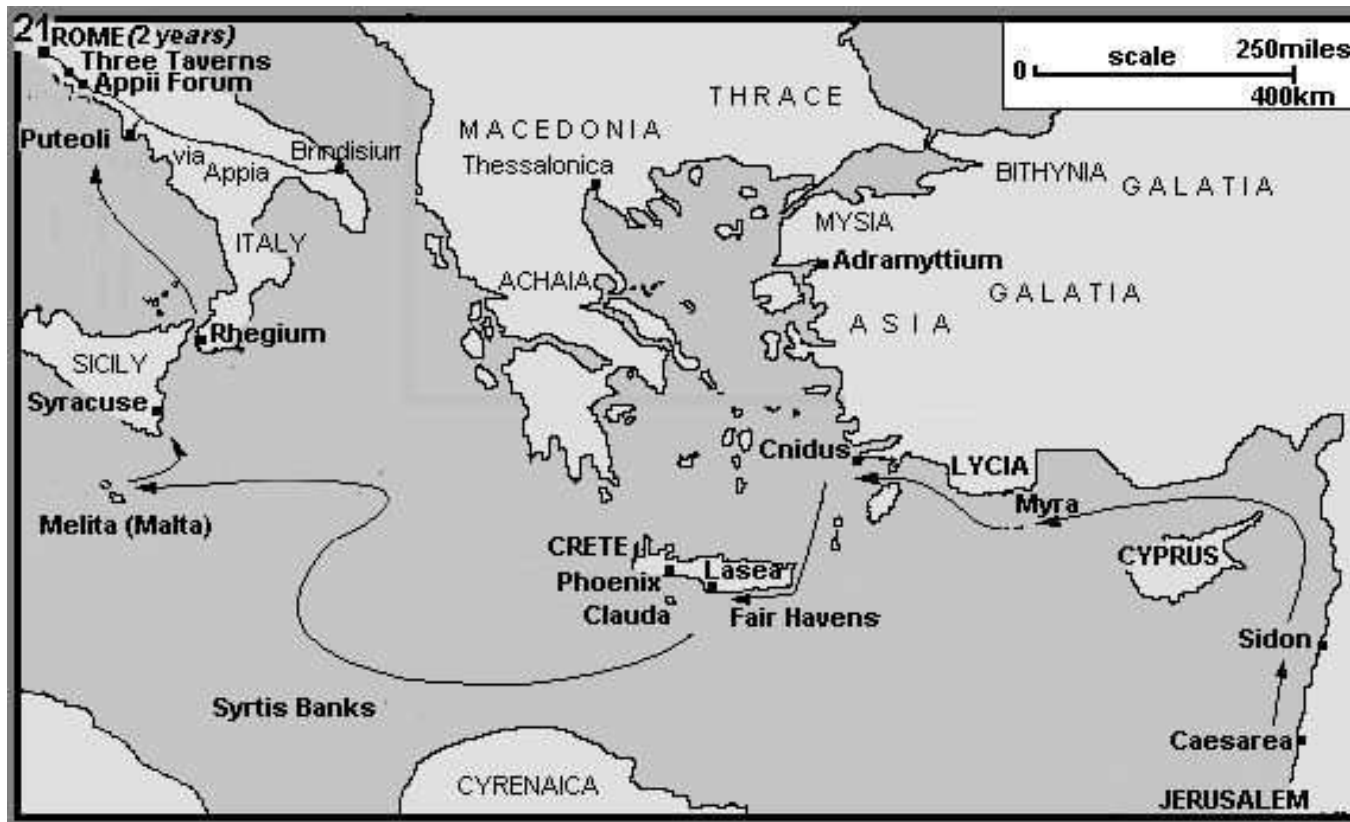 21
ROME (2 years)
Three Taverns
Appii Forum
Puteoli
via
Appia
Brindisiurr
ITALY
Rhegium
SICILY
Syracuse
Melita (Malta)
MACEDONIA
Thessalonica
THRACE
0
scale
250miles
400km
BITHYNIA
GALATIA
MYSIA
Adramyttium
ACHAIA
GALATIA
ASIA
Cnidus
LYCIA
Myra
CRETE
Lasea
Phoenix
Clauda
Fair Havens
CYPRUS
Sidon
Syrtis Banks
Caesarea
CYRENAICA
JERUSALEM